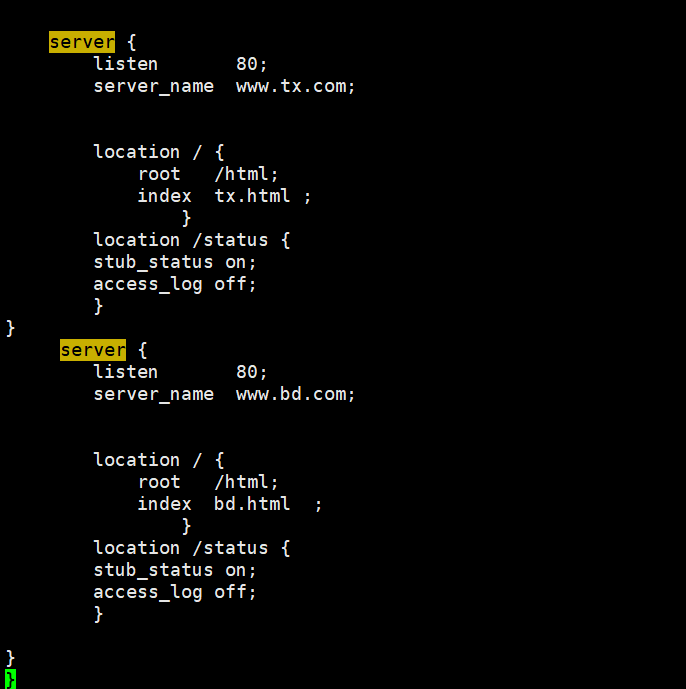 server {
listen 80;
server_name www.tx.com;
location / {
root /html;
index tx.html ;
}
location /status {
stub_status on;
access_log off;
}
}
server {
listen 80;
server_name www.bd.com;
location / {
root /html;
index bd.html ;
}
location /status {
stub_status on;
access_log off;
}
}
}